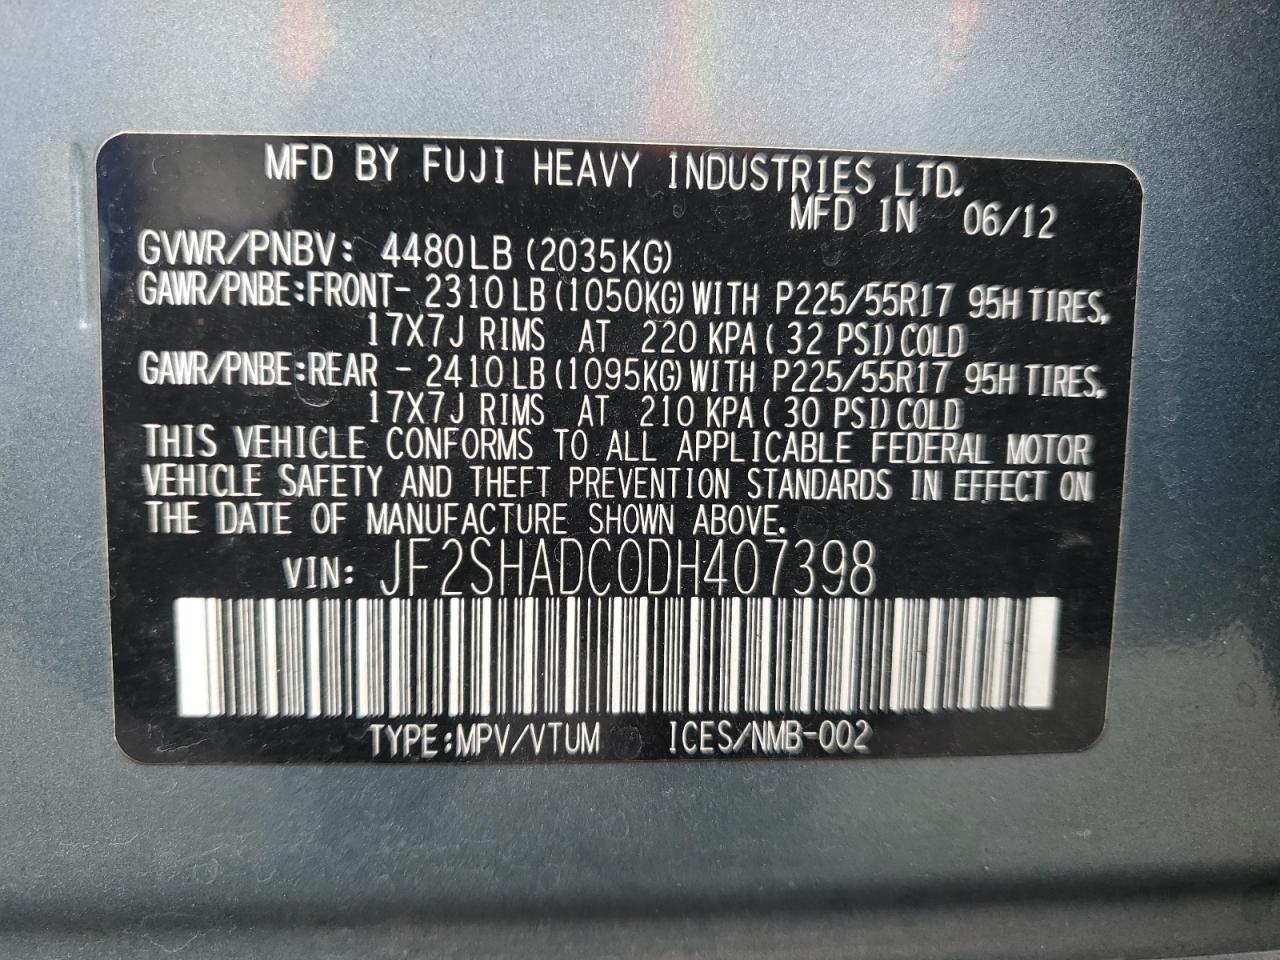 MFD BY FUJI HEAVY INDUSTRIES LTD.
MFD IN 06/12
GVWR/PNBV: 4480LB (2035KG)
GAWR/PNBE:FRONT- 2310LB (1050KG) WITH P225/55R17 95H TIRES,
17X7J RIMS AT 220 KPA ( 32 PSI) COLD
GAWR/PNBE:REAR - 2410LB (1095KG) WITH P225/55R17 95H TIRES,
17X7J RIMS AT 210 KPA ( 30 PSI) COLD
THIS VEHICLE CONFORMS TO ALL APPLICABLE FEDERAL MOTOR
VEHICLE SAFETY AND THEFT PREVENTION STANDARDS IN EFFECT ON
THE DATE OF MANUFACTURE SHOWN ABOVE.
VIN: JF2SHADC0DH407398
TYPE:MPV/VTUM ICES/NMB-002